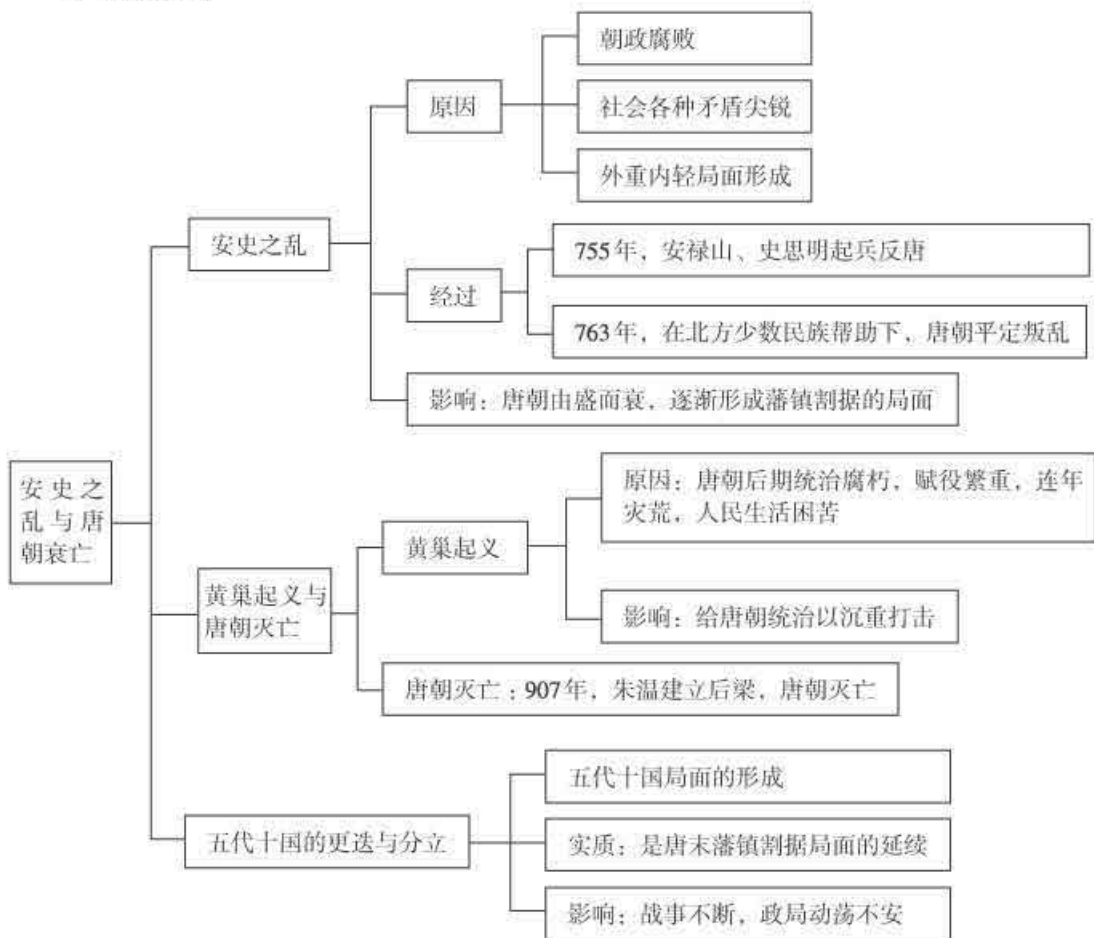 安史之
乱与唐
朝衰亡
安史之乱
原因
朝政腐败
社会各种矛盾尖锐
外重内轻局面形成
经过
755年，安禄山、史思明起兵反唐
763年，在北方少数民族帮助下，唐朝平定叛乱
影响：唐朝由盛而衰，逐渐形成藩镇割据的局面
黄巢起义与
唐朝灭亡
黄巢起义
原因：唐朝后期统治腐朽，赋役繁重，连年
灾荒，人民生活困苦
影响：给唐朝统治以沉重打击
唐朝灭亡：907年，朱温建立后梁，唐朝灭亡
五代十国的更迭与分立
五代十国局面的形成
实质：是唐末藩镇割据局面的延续
影响：战事不断，政局动荡不安